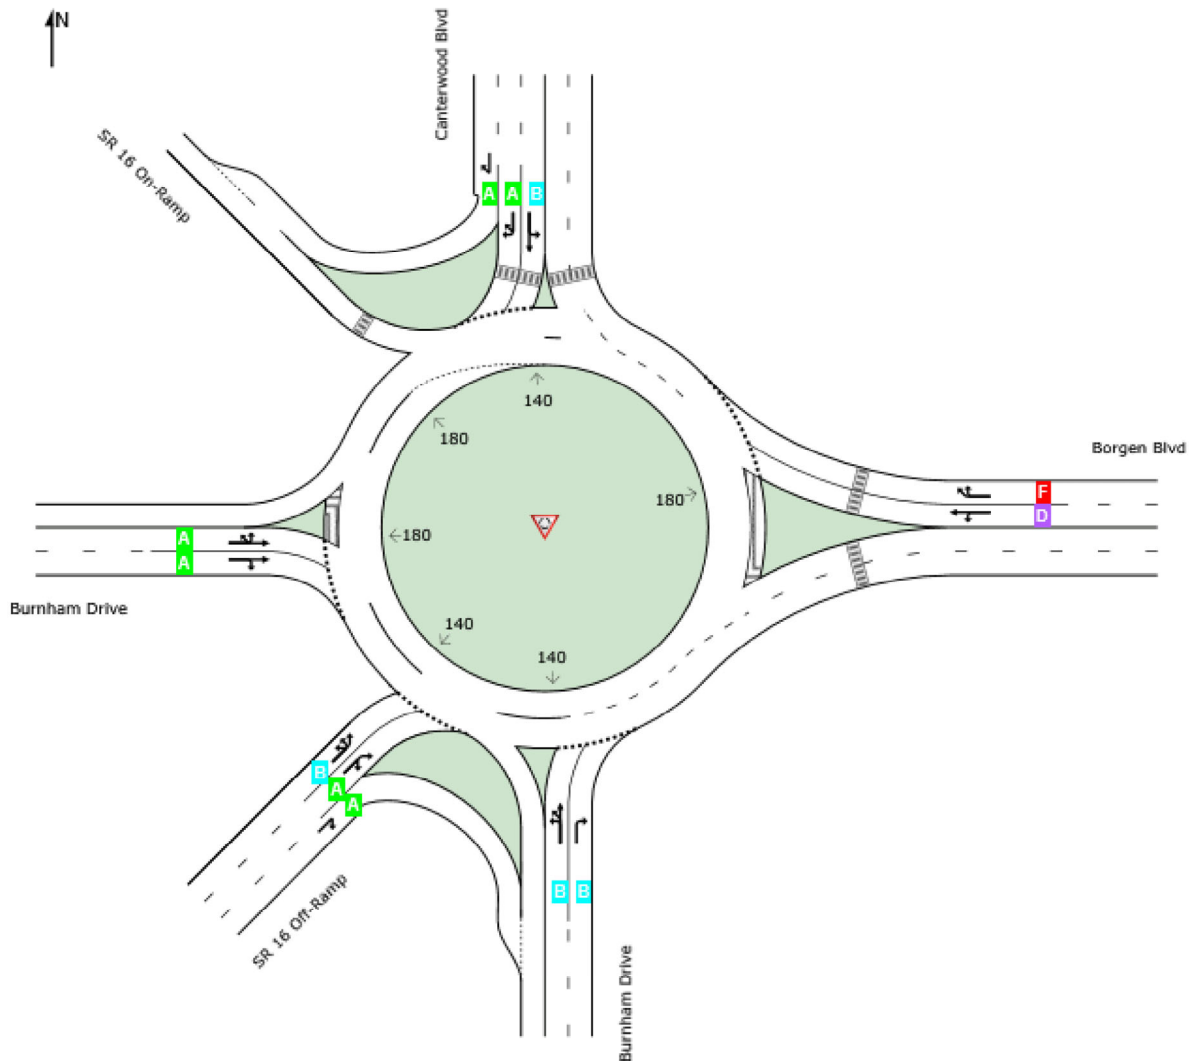 N
Canterwood Blvd
SR 16 On-Ramp
A A B
140
180
180
Borgen Blvd
F
D
180
A
A
Burnham Drive
140
140
B
A
A
SR 16 Off-Ramp
B B
Burnham Drive